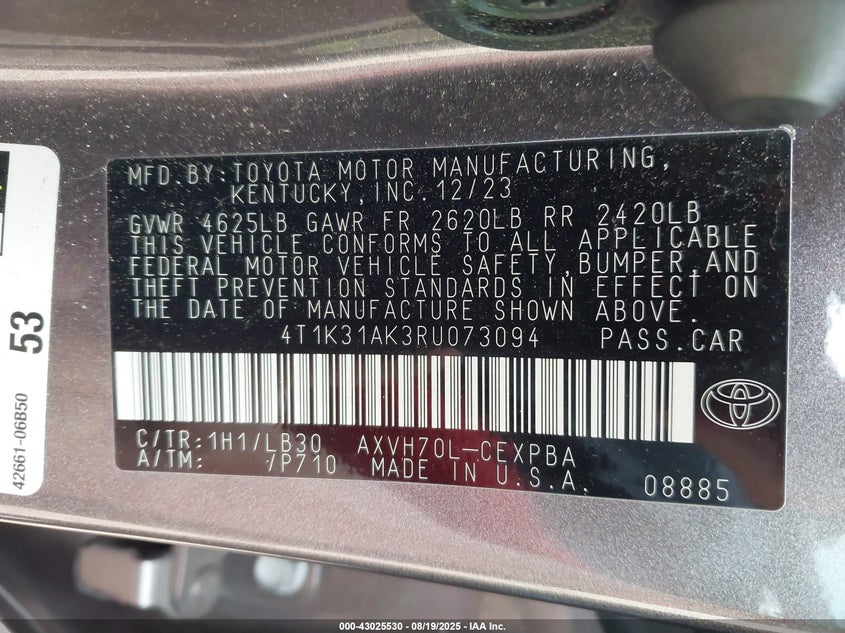 MFD.BY:TOYOTA MOTOR MANUFACTURING,
KENTUCKY,INC.12/23
GVWR 4625LB GAWR FR 2620LB RR 2420LB
THIS VEHICLE CONFORMS TO ALL APPLICABLE
FEDERAL MOTOR VEHICLE SAFETY,BUMPER,AND
THEFT PREVENTION STANDARDS IN EFFECT ON
THE DATE OF MANUFACTURE SHOWN ABOVE.
4T1K31AK3RU073094 PASS.CAR
C/TR:1H1/LB30 AXVH70L-CEXPBA
A/TM: -/P710 MADE IN U.S.A. 08885
53
42661-06B50
000-43025530 - 08/19/2025 - IAA Inc.